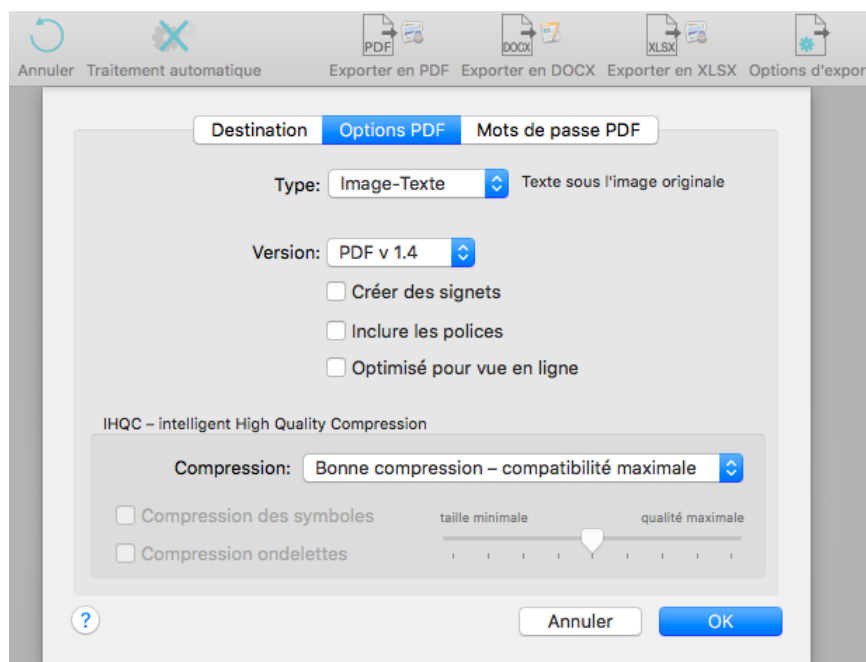 PDF DOCX XLSX
Annuler Traitement automatique Exporter en PDF Exporter en DOCX Exporter en XLSX Options d'expor
Destination Options PDF Mots de passe PDF
Type: Image-Texte Texte sous l'image originale
Version: PDF v 1.4
Créer des signets
Inclure les polices
Optimisé pour vue en ligne
IHQC – intelligent High Quality Compression
Compression: Bonne compression – compatibilité maximale
Compression des symboles taille minimale qualité maximale
Compression ondelettes
? Annuler OK